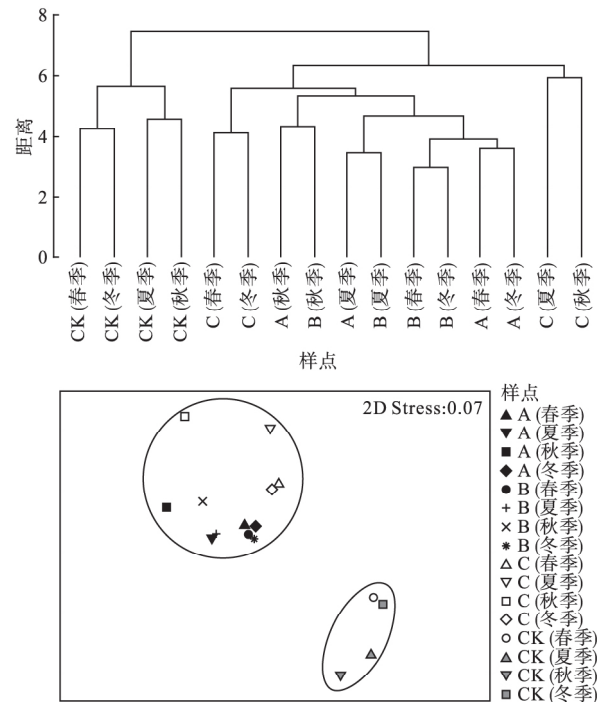 8
6
4
2
0
距离
CK (春季)
CK (冬季)
CK (夏季)
CK (秋季)
C (春季)
C (冬季)
A (秋季)
B (秋季)
A (夏季)
B (夏季)
B (春季)
B (冬季)
A (春季)
A (冬季)
C (夏季)
C (秋季)
样点
2D Stress:0.07
样点
A (春季)
A (夏季)
A (秋季)
A (冬季)
B (春季)
B (夏季)
B (秋季)
B (冬季)
C (春季)
C (夏季)
C (秋季)
C (冬季)
CK (春季)
CK (夏季)
CK (秋季)
CK (冬季)